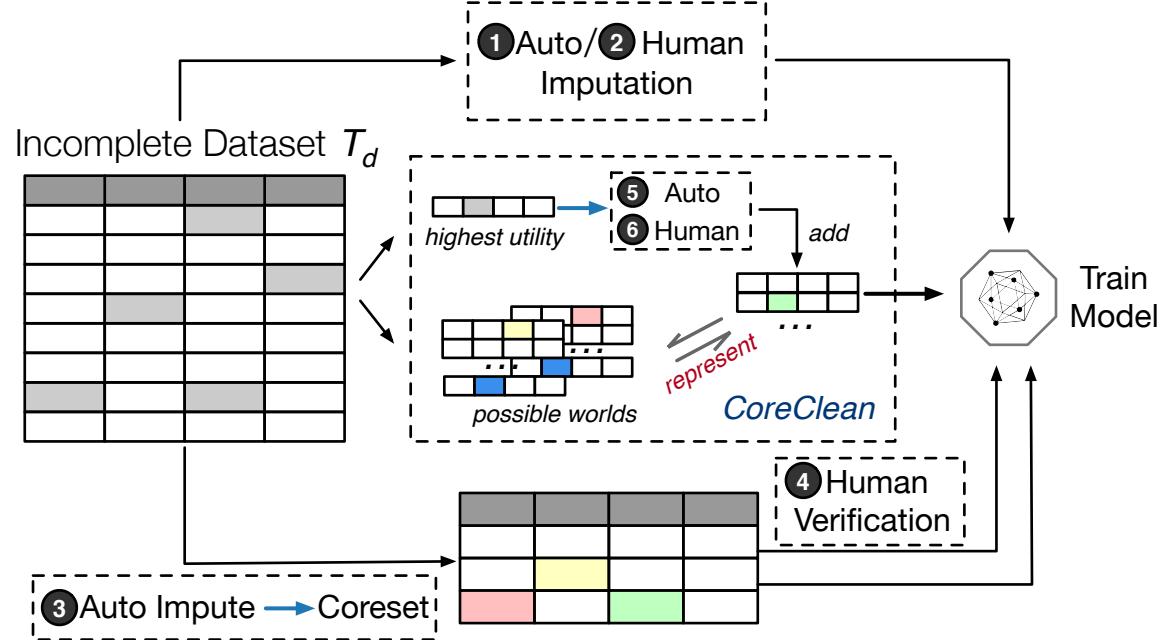 1 Auto/ 2 Human
Imputation
Incomplete Dataset T_d
5 Auto
6 Human
highest utility
add
Train
Model
...
represent
...
...
possible worlds
CoreClean
4 Human
Verification
3 Auto Impute → Coreset